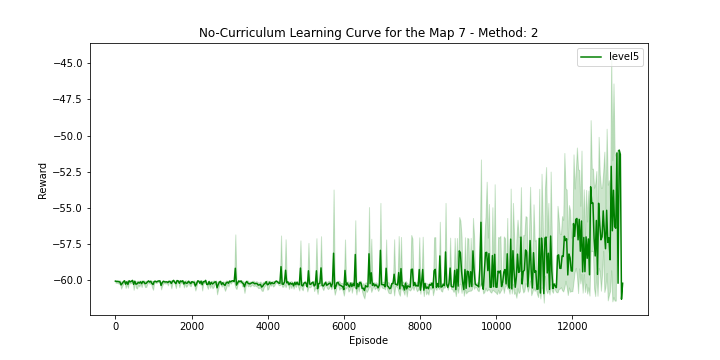 No-Curriculum Learning Curve for the Map 7 - Method: 2
level5
−45.0
−47.5
−50.0
−52.5
−55.0
−57.5
−60.0
Reward
0 2000 4000 6000 8000 10000 12000
Episode